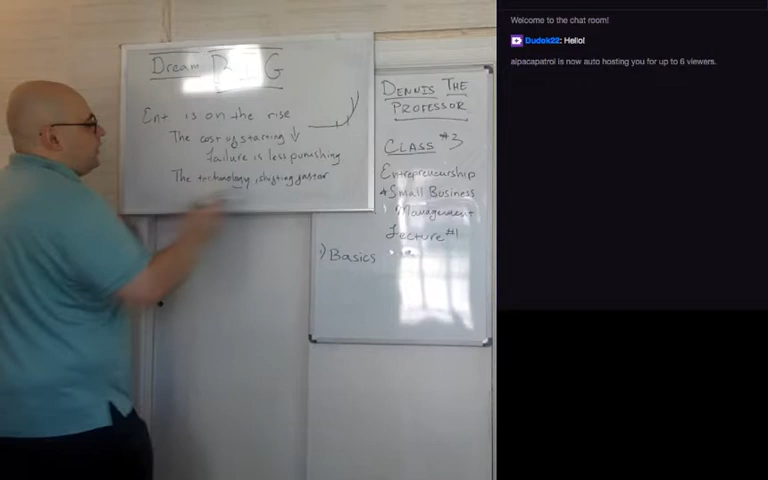 Dream BIG
Ent is on the rise
The cost of starting ↓
failure is less punishing
The technology, shifting faster
DENNIS THE
PROFESSOR
CLASS #3
Entrepreneurship
Small Business
Management
Lecture #1
1) Basics
Welcome to the chat room!
Dudek22: Hello!
alpacapatrol is now auto hosting you for up to 6 viewers.